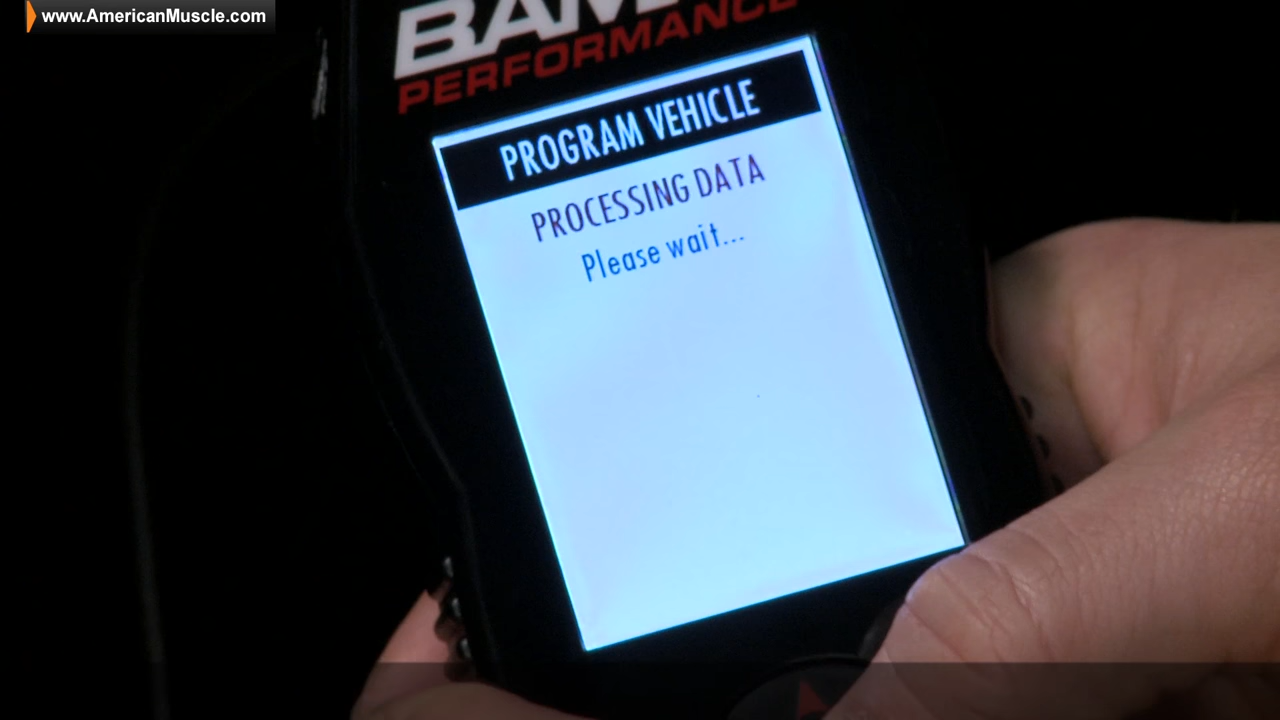 www.AmericanMuscle.com
PERFORMANCE
PROGRAM VEHICLE
PROCESSING DATA
Please wait...